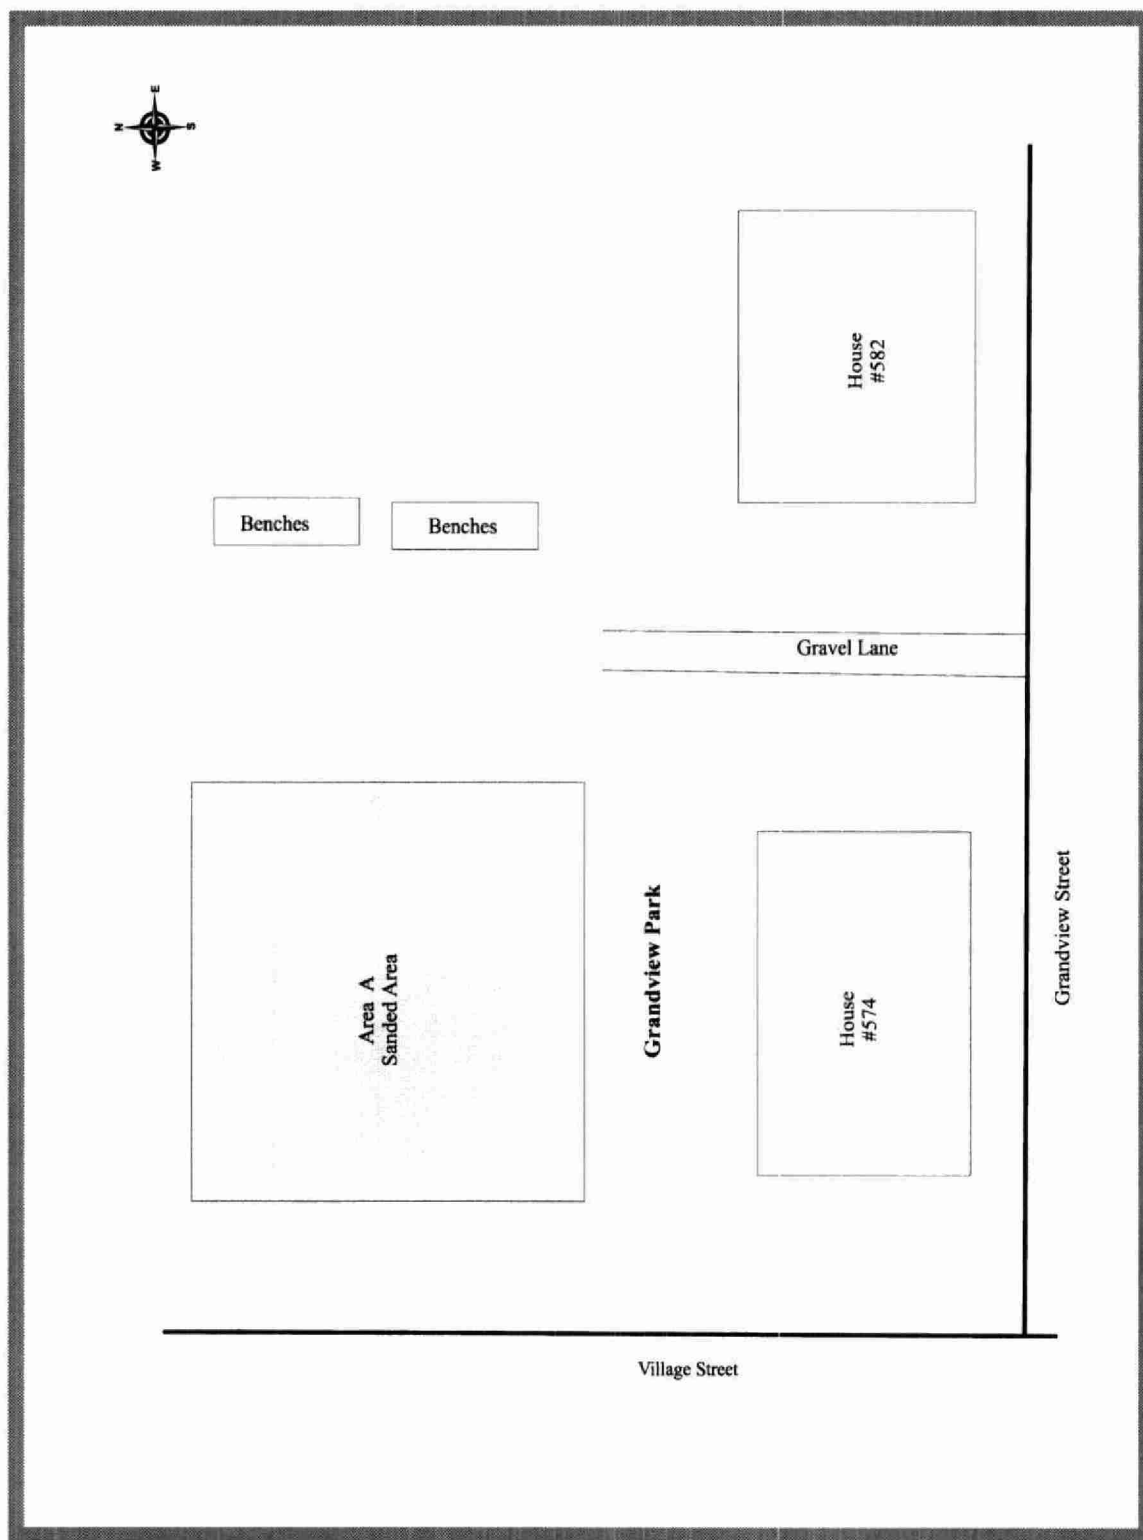 N
E
S
W
House
#582
Benches
Benches
Gravel Lane
Area A
Sanded Area
Grandview Park
House
#574
Grandview Street
Village Street